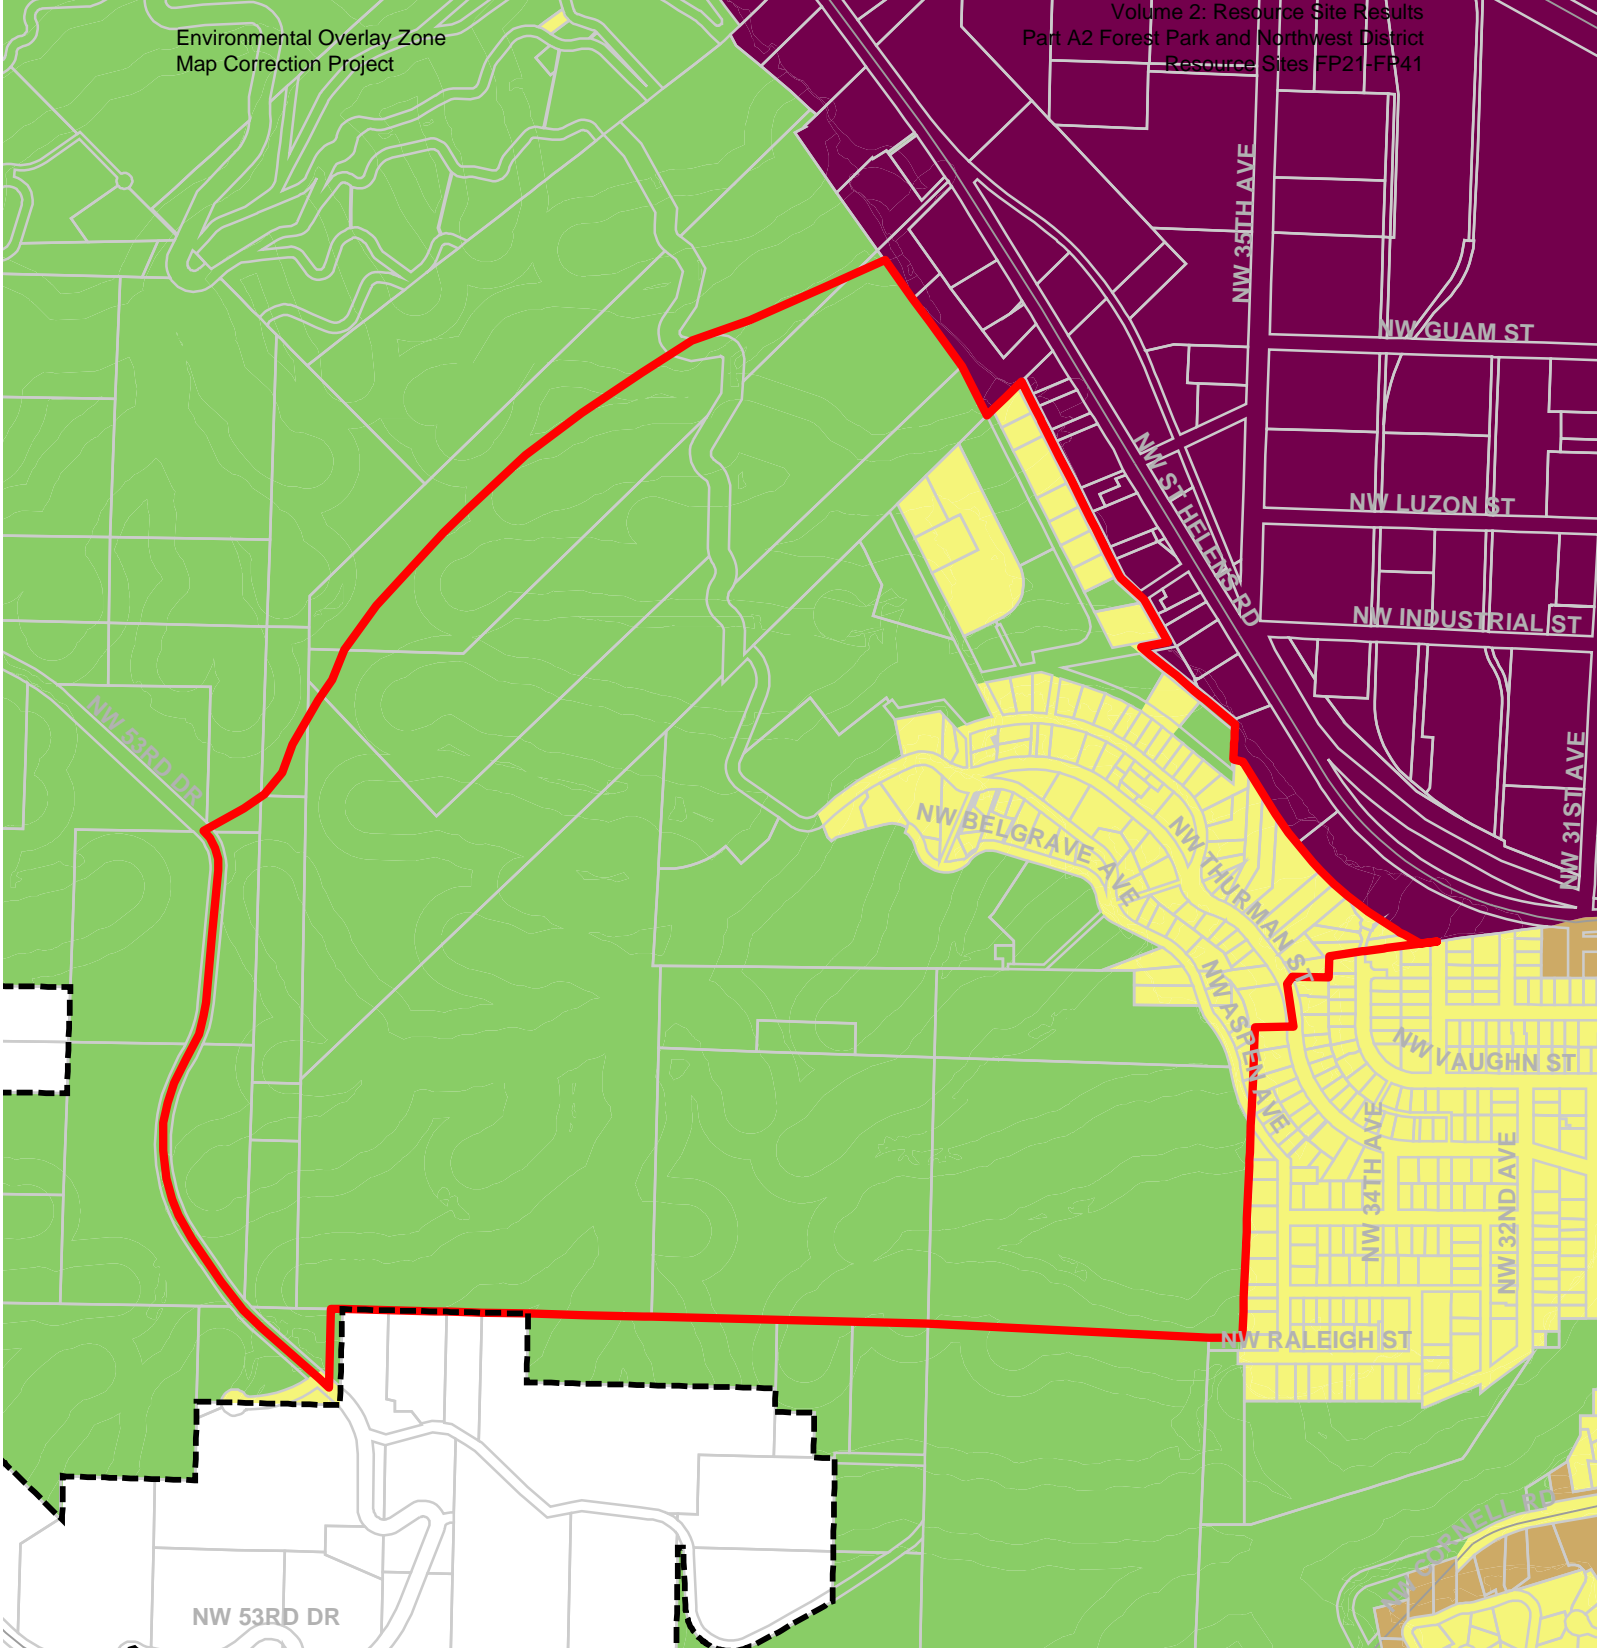 Environmental Overlay Zone
Map Correction Project
Volume 2: Resource Site Results
Part A2 Forest Park and Northwest District
Resource Sites FP21-FP41
NW 35TH AVE
NW GUAM ST
NW ST HELENS RD
NW LUZON ST
NW INDUSTRIAL ST
NW 53RD DR
NW 31ST AVE
NW BELGRAVE AVE
NW THURMAN ST
NW ASPEN AVE
NW VAUGHN ST
NW 34TH AVE
NW 32ND AVE
NW RALEIGH ST
NW CORNELL RD
NW 53RD DR